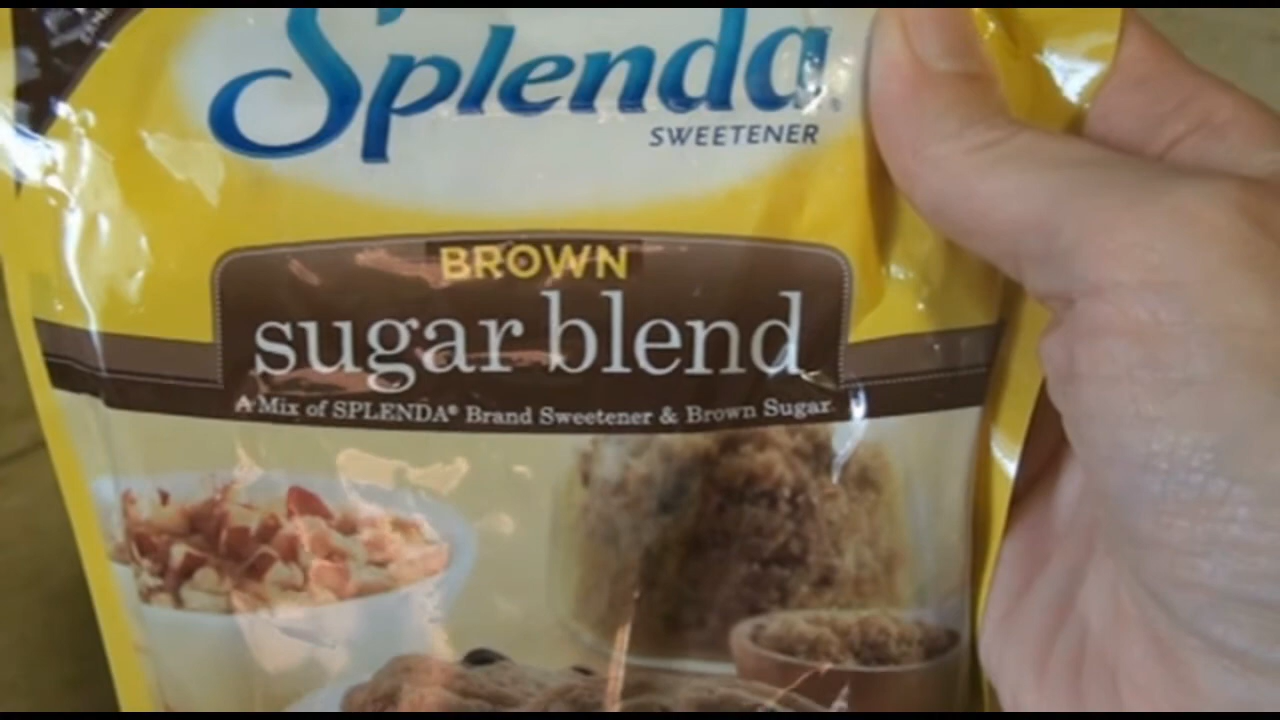 Splenda®
SWEETENER
BROWN
sugar blend
A Mix of SPLENDA® Brand Sweetener & Brown Sugar